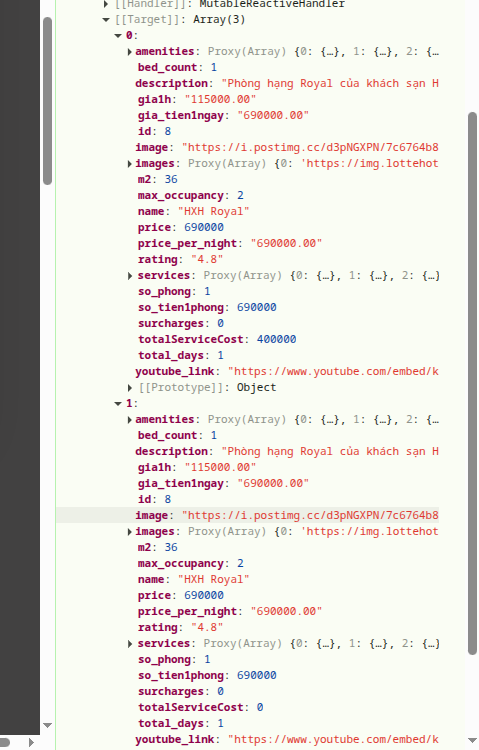 [[Handler]]: MutableReactiveHandler
[[Target]]: Array(3)
0:
amenities: Proxy(Array) {0: {…}, 1: {…}, 2: {…
bed_count: 1
description: "Phòng hạng Royal của khách sạn H
gia1h: "115000.00"
gia_tien1ngay: "690000.00"
id: 8
image: "https://i.postimg.cc/d3pNGXPN/7c6764b8
images: Proxy(Array) {0: 'https://img.lottehot
m2: 36
max_occupancy: 2
name: "HXH Royal"
price: 690000
price_per_night: "690000.00"
rating: "4.8"
services: Proxy(Array) {0: {…}, 1: {…}, 2: {…}
so_phong: 1
so_tien1phong: 690000
surcharges: 0
totalServiceCost: 400000
total_days: 1
youtube_link: "https://www.youtube.com/embed/k
[[Prototype]]: Object
1:
amenities: Proxy(Array) {0: {…}, 1: {…}, 2: {…
bed_count: 1
description: "Phòng hạng Royal của khách sạn H
gia1h: "115000.00"
gia_tien1ngay: "690000.00"
id: 8
image: "https://i.postimg.cc/d3pNGXPN/7c6764b8
images: Proxy(Array) {0: 'https://img.lottehot
m2: 36
max_occupancy: 2
name: "HXH Royal"
price: 690000
price_per_night: "690000.00"
rating: "4.8"
services: Proxy(Array) {0: {…}, 1: {…}, 2: {…}
so_phong: 1
so_tien1phong: 690000
surcharges: 0
totalServiceCost: 0
total_days: 1
youtube_link: "https://www.youtube.com/embed/k